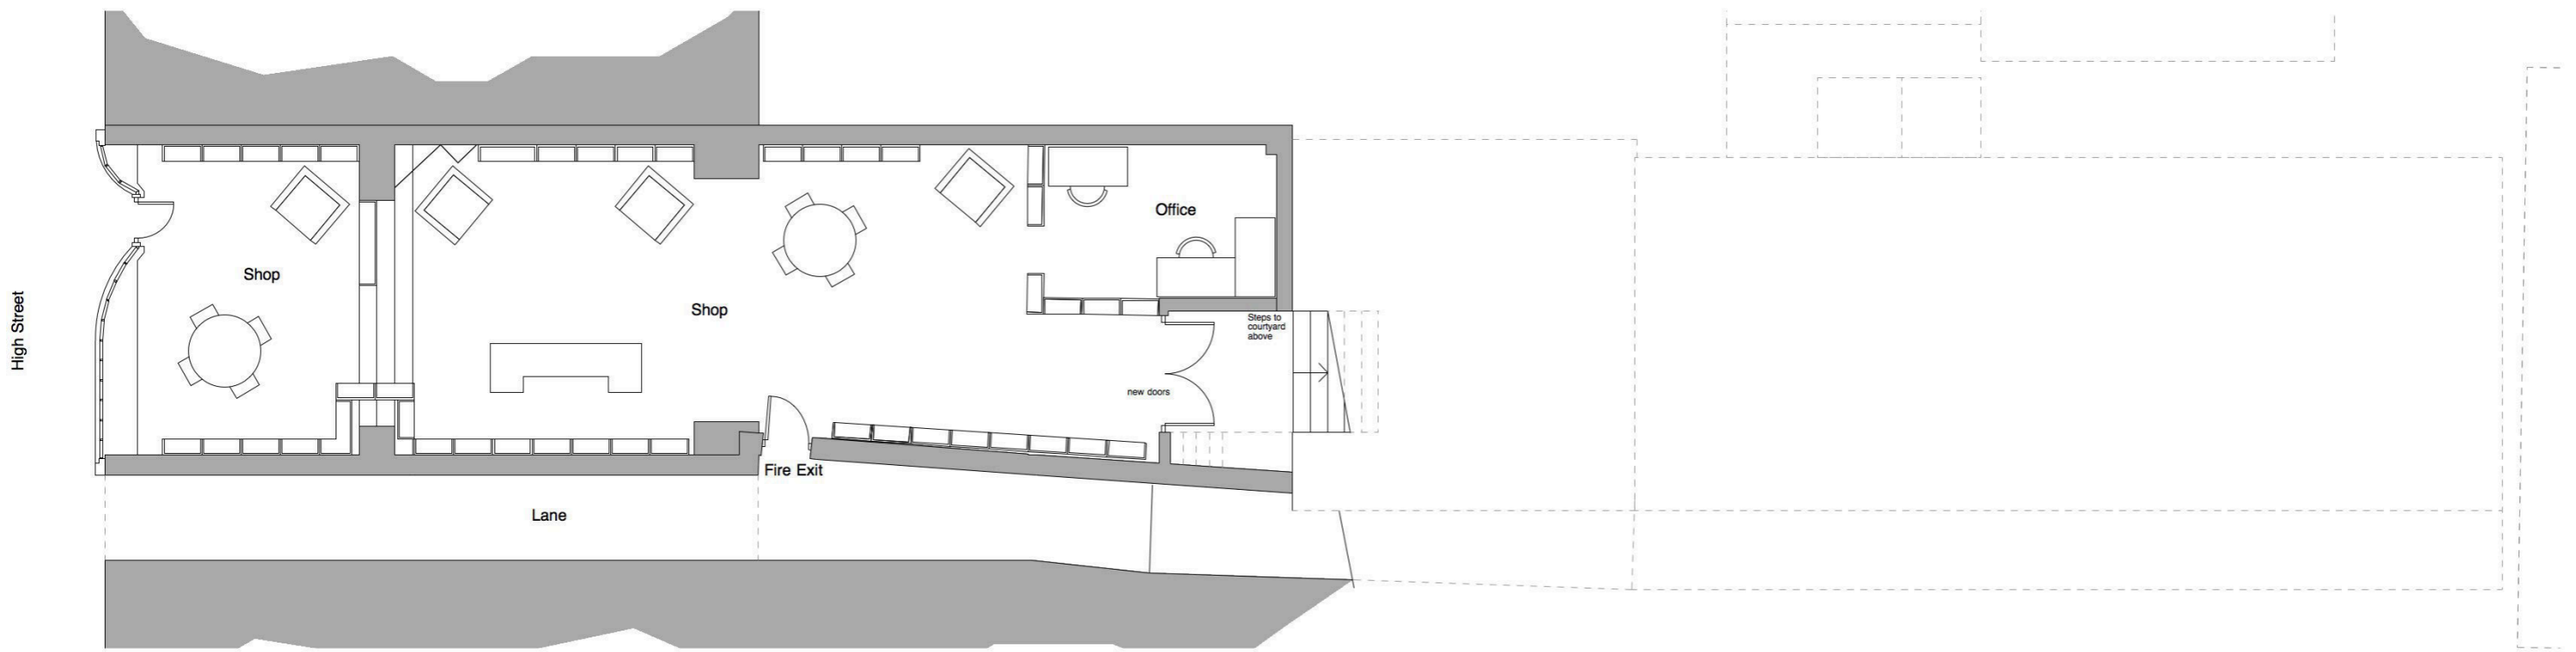 High Street
Shop
Shop
Office
Steps to
courtyard
above
new doors
Fire Exit
Lane